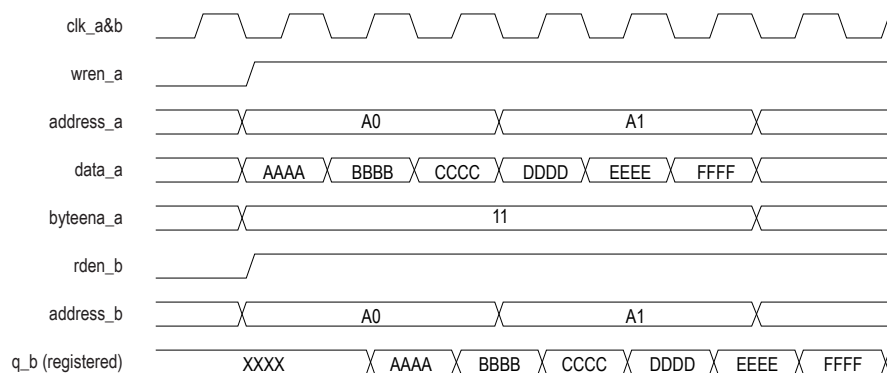 clk_a&b
wren_a
address_a A0 A1
data_a AAAA BBBB CCCC DDDD EEEE FFFF
byteena_a 11
rden_b
address_b A0 A1
q_b (registered) XXXX AAAA BBBB CCCC DDDD EEEE FFFF